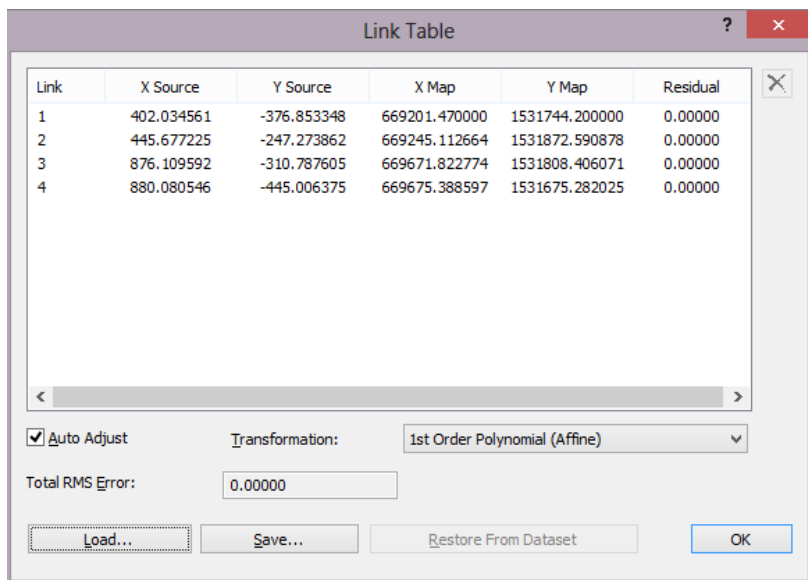 Link Table
?
Link X Source Y Source X Map Y Map Residual
1 402.034561 -376.853348 669201.470000 1531744.200000 0.00000
2 445.677225 -247.273862 669245.112664 1531872.590878 0.00000
3 876.109592 -310.787605 669671.822774 1531808.406071 0.00000
4 880.080546 -445.006375 669675.388597 1531675.282025 0.00000
Auto Adjust Transformation: 1st Order Polynomial (Affine)
Total RMS Error: 0.00000
Load... Save... Restore From Dataset OK